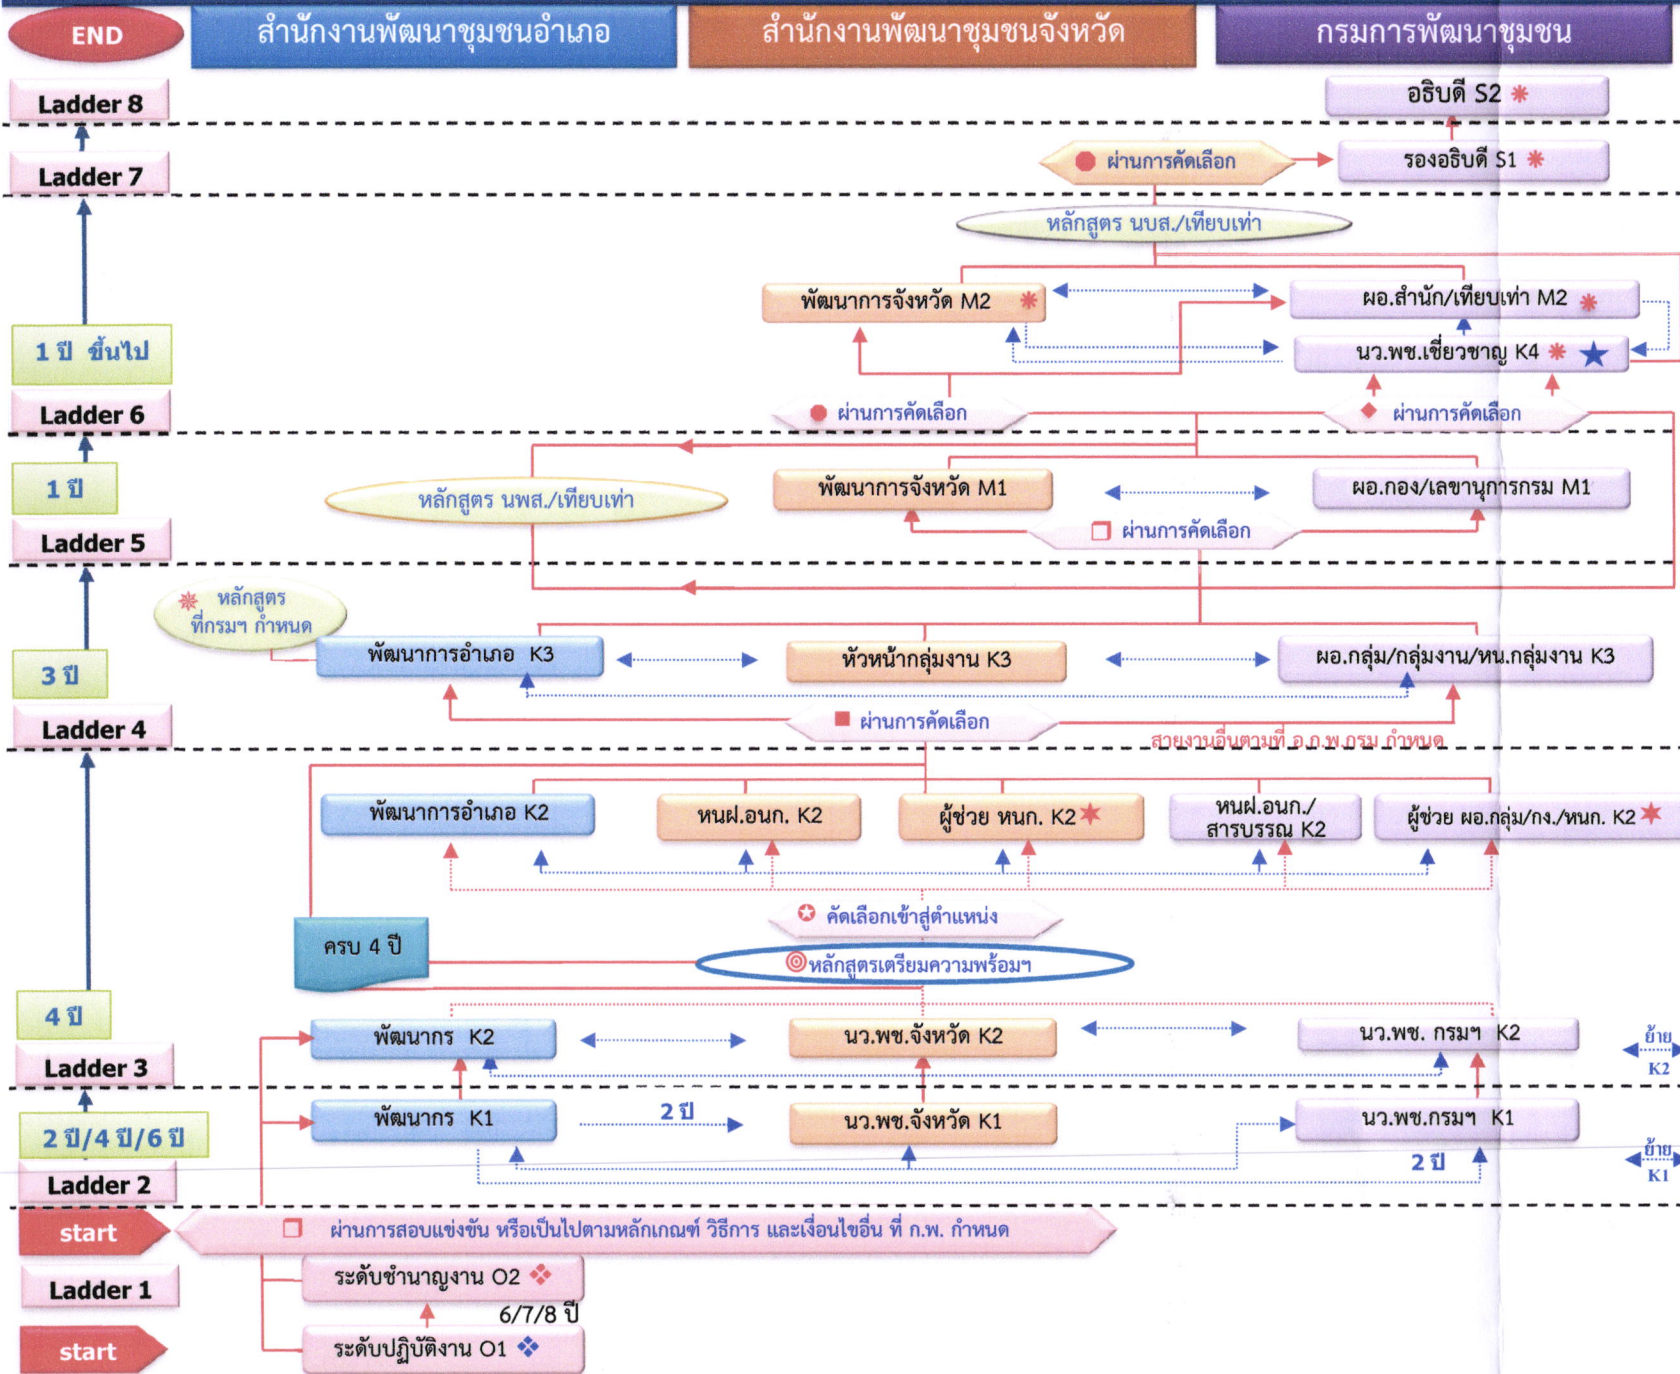 END
สำนักงานพัฒนาชุมชนอำเภอ
สำนักงานพัฒนาชุมชนจังหวัด
กรมการพัฒนาชุมชน
Ladder 8
อธิบดี S2
Ladder 7
ผ่านการคัดเลือก
รองอธิบดี S1
หลักสูตร นบส./เทียบเท่า
พัฒนาการจังหวัด M2
ผอ.สำนัก/เทียบเท่า M2
1 ปี ขึ้นไป
นว.พช.เชี่ยวชาญ K4
Ladder 6
ผ่านการคัดเลือก
ผ่านการคัดเลือก
1 ปี
หลักสูตร นพส./เทียบเท่า
พัฒนาการจังหวัด M1
ผอ.กอง/เลขานุการกรม M1
Ladder 5
ผ่านการคัดเลือก
หลักสูตร
ที่กรมฯ กำหนด
3 ปี
พัฒนาการอำเภอ K3
หัวหน้ากลุ่มงาน K3
ผอ.กลุ่ม/กลุ่มงาน/หน.กลุ่มงาน K3
Ladder 4
ผ่านการคัดเลือก
สายงานอื่นตามที่ อ.ก.พ.กรม กำหนด
พัฒนาการอำเภอ K2
หนฝ.อนก. K2
ผู้ช่วย หนก. K2
หนฝ.อนก./
สารบรรณ K2
ผู้ช่วย ผอ.กลุ่ม/กง./หนก. K2
คัดเลือกเข้าสู่ตำแหน่ง
ครบ 4 ปี
หลักสูตรเตรียมความพร้อมฯ
4 ปี
พัฒนากร K2
นว.พช.จังหวัด K2
นว.พช. กรมฯ K2
ย้าย
K2
Ladder 3
2 ปี/4 ปี/6 ปี
พัฒนากร K1
2 ปี
นว.พช.จังหวัด K1
นว.พช.กรมฯ K1
2 ปี
ย้าย
K1
Ladder 2
start
ผ่านการสอบแข่งขัน หรือเป็นไปตามหลักเกณฑ์ วิธีการ และเงื่อนไขอื่น ที่ ก.พ. กำหนด
Ladder 1
ระดับชำนาญงาน O2
6/7/8 ปี
start
ระดับปฏิบัติงาน O1